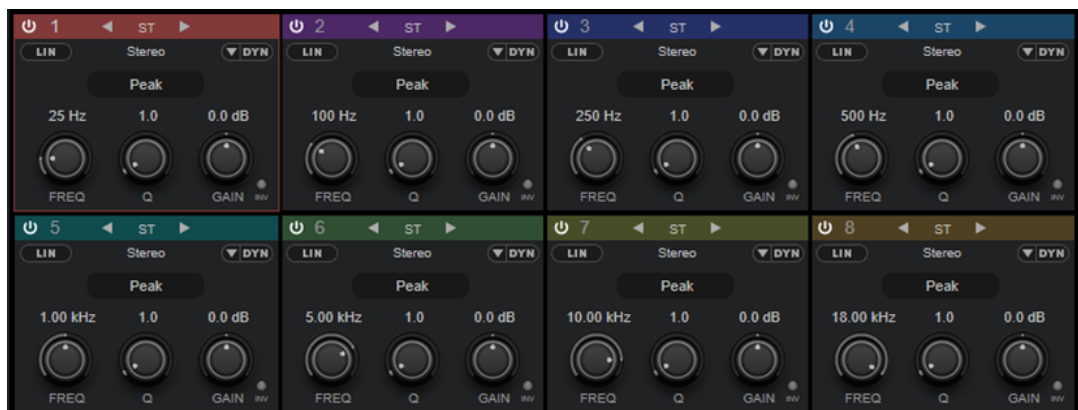 1 ST 2 ST 3 ST 4 ST
LIN Stereo DYN LIN Stereo DYN LIN Stereo DYN LIN Stereo DYN
Peak Peak Peak Peak
25 Hz 1.0 0.0 dB 100 Hz 1.0 0.0 dB 250 Hz 1.0 0.0 dB 500 Hz 1.0 0.0 dB
FREQ Q GAIN INV FREQ Q GAIN INV FREQ Q GAIN INV FREQ Q GAIN INV
5 ST 6 ST 7 ST 8 ST
LIN Stereo DYN LIN Stereo DYN LIN Stereo DYN LIN Stereo DYN
Peak Peak Peak Peak
1.00 kHz 1.0 0.0 dB 5.00 kHz 1.0 0.0 dB 10.00 kHz 1.0 0.0 dB 18.00 kHz 1.0 0.0 dB
FREQ Q GAIN INV FREQ Q GAIN INV FREQ Q GAIN INV FREQ Q GAIN INV